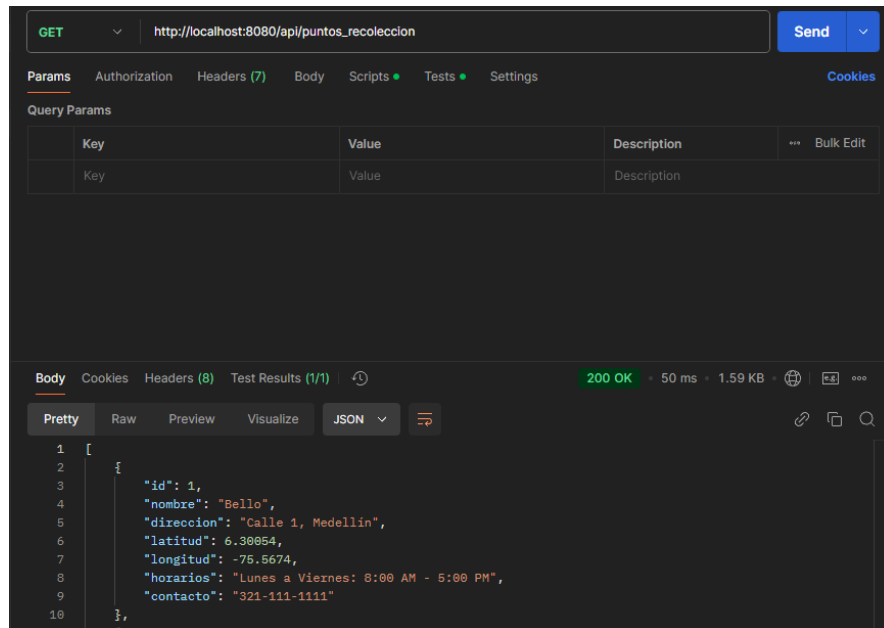 GET http://localhost:8080/api/puntos_recoleccion Send
Params Authorization Headers (7) Body Scripts Tests Settings Cookies
Query Params
Key Value Description Bulk Edit
Key Value Description
Body Cookies Headers (8) Test Results (1/1) 200 OK • 50 ms • 1.59 KB e.g.
Pretty Raw Preview Visualize JSON
1 [
2 {
3 "id": 1,
4 "nombre": "Bello",
5 "direccion": "Calle 1, Medellín",
6 "latitud": 6.30054,
7 "longitud": -75.5674,
8 "horarios": "Lunes a Viernes: 8:00 AM - 5:00 PM",
9 "contacto": "321-111-1111"
10 },